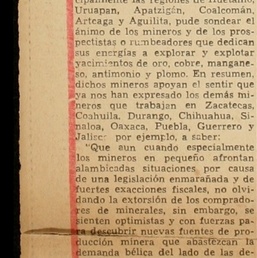 cipalmente las regiones de Huetamo,
Uruapan, Apatzigán, Coalcomán,
Arteaga y Aguilita, pude sondear el
ánimo de los mineros y de los pros-
pectistas o rumbeadores que dedican
sus energías a explorar y explotar
yacimientos de oro, cobre, mangane-
so, antimonio y plomo. En resumen,
dichos mineros apoyan el sentir que
ya nos han expresado los demás mi-
neros que trabajan en Zacatecas,
Coahuila, Durango, Chihuahua, Si-
naloa, Oaxaca, Puebla, Guerrero y
Jalisco por ejemplo, a saber:
"Que aun cuando especialmente
los mineros en pequeño afrontan
alambicadas situaciones por causa
de una legislación enmarañada y de
fuertes exacciones fiscales, no olvi-
dando la extorsión de los comprado-
res de minerales, sin embargo, se
sienten optimistas y con fuerzas pa-
ra descubrir nuevas fuentes de pro-
ducción minera que abastezcan la
demanda bélica del lado de las de-